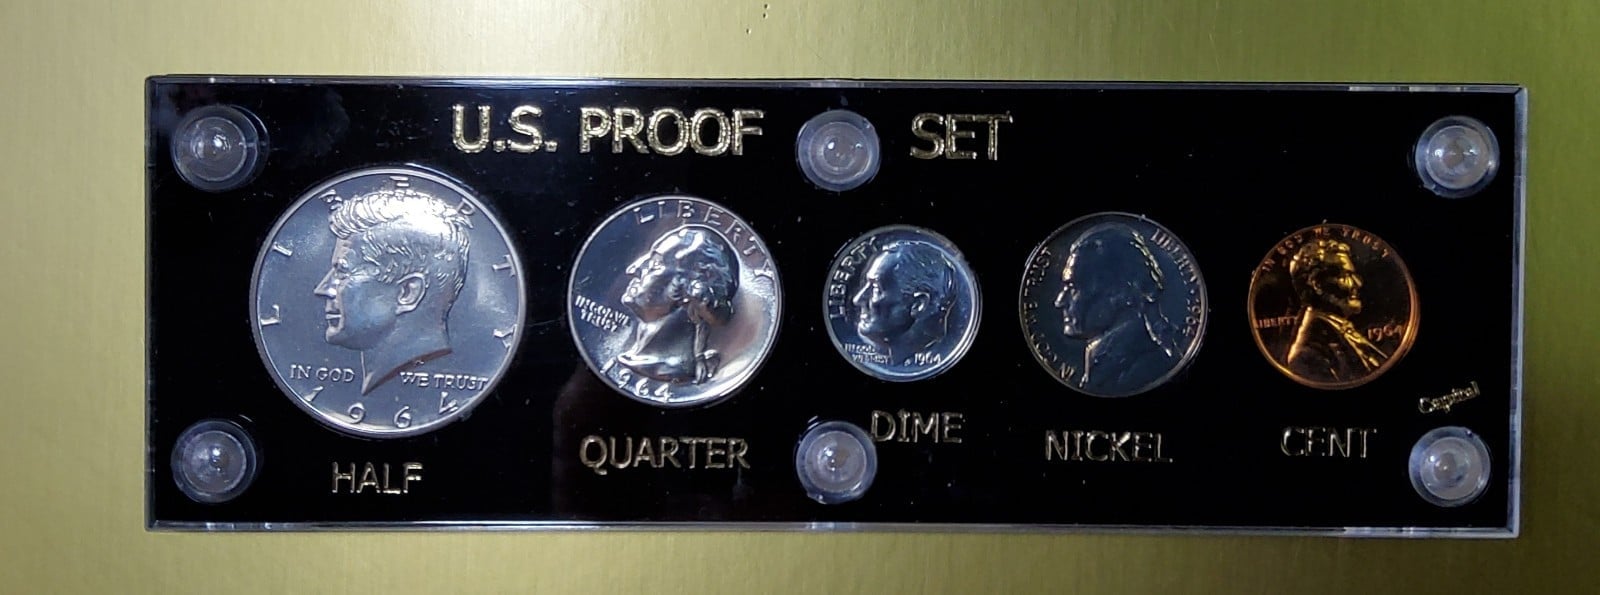 U.S. PROOF SET
LIBERTY
IN GOD WE TRUST
1964
HALF
LIBERTY
IN GOD WE
TRUST
1964
QUARTER
LIBERTY
IN GOD
WE TRUST
1964
DIME
IN GOD WE TRUST
LIBERTY 1964
NICKEL
IN GOD WE TRUST
LIBERTY
1964
CENT
Capital